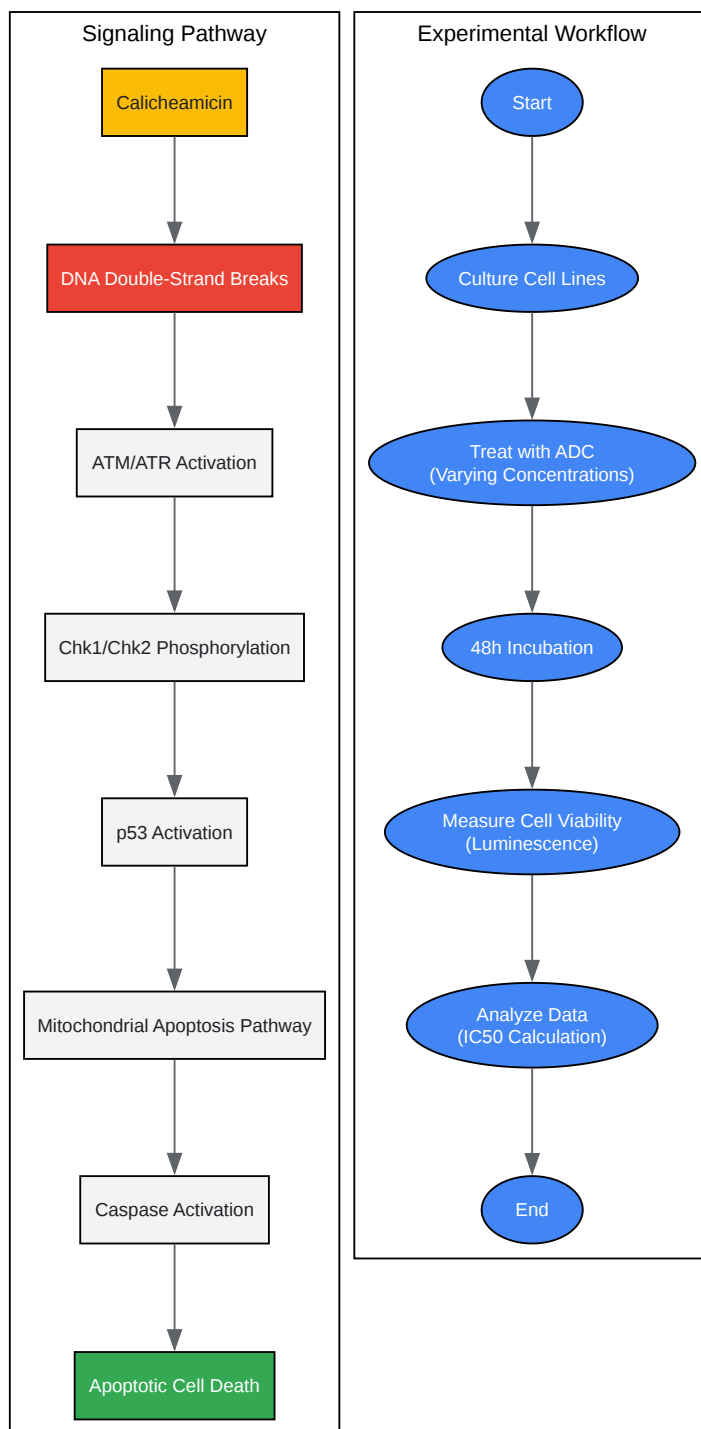 Signaling Pathway
Calicheamicin
DNA Double-Strand Breaks
ATM/ATR Activation
Chk1/Chk2 Phosphorylation
p53 Activation
Mitochondrial Apoptosis Pathway
Caspase Activation
Apoptotic Cell Death
Experimental Workflow
Start
Culture Cell Lines
Treat with ADC
(Varying Concentrations)
48h Incubation
Measure Cell Viability
(Luminescence)
Analyze Data
(IC50 Calculation)
End